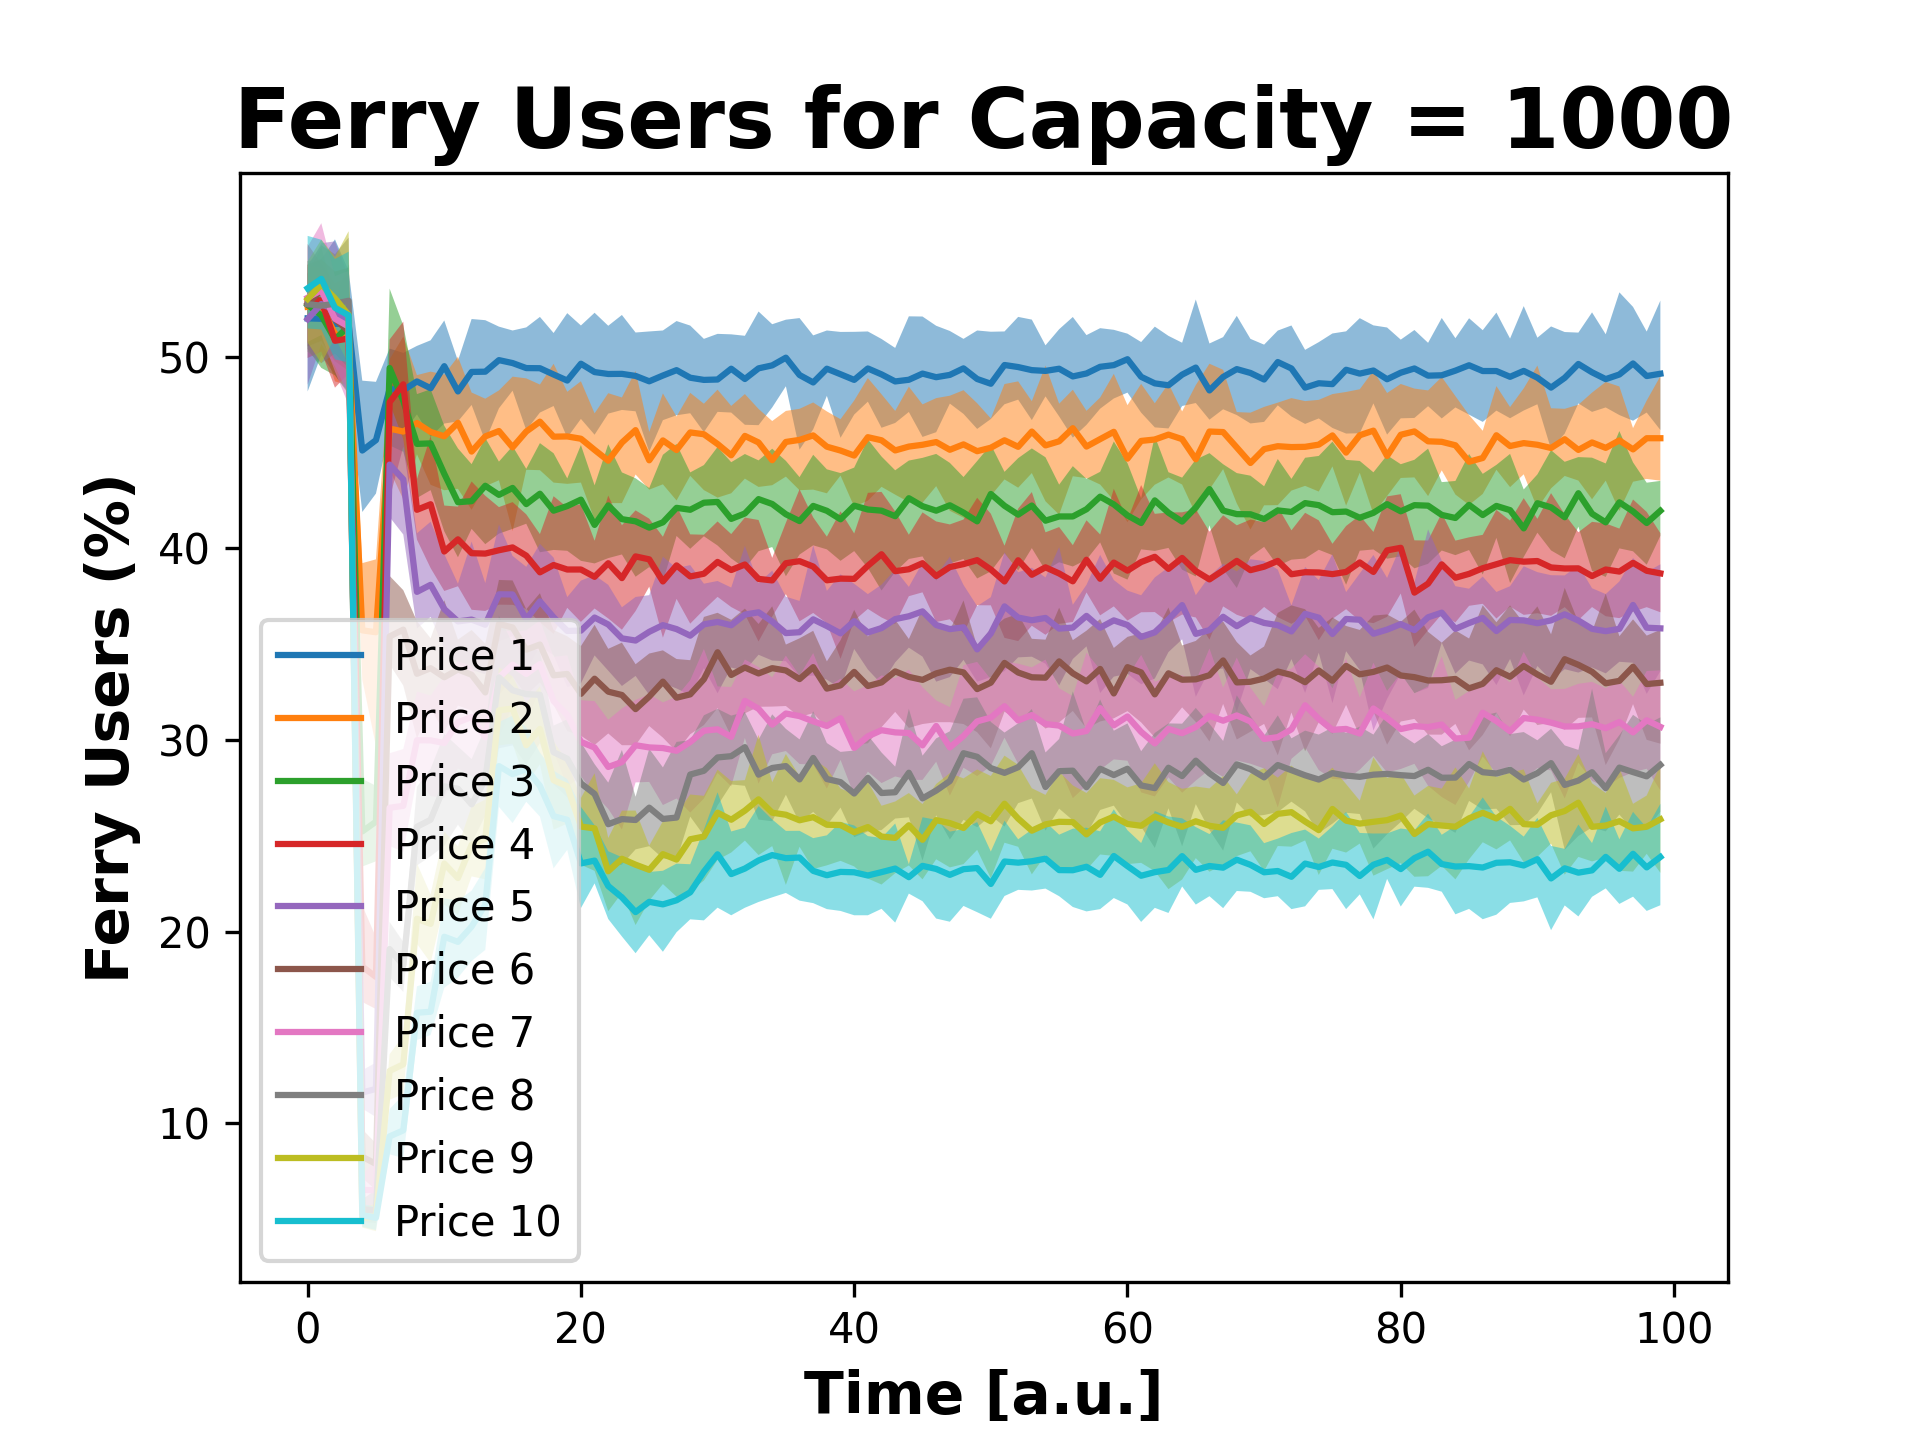 Ferry Users for Capacity = 1000
Ferry Users (%)
50
40
30
20
10
Price 1
Price 2
Price 3
Price 4
Price 5
Price 6
Price 7
Price 8
Price 9
Price 10
0 20 40 60 80 100
Time [a.u.]